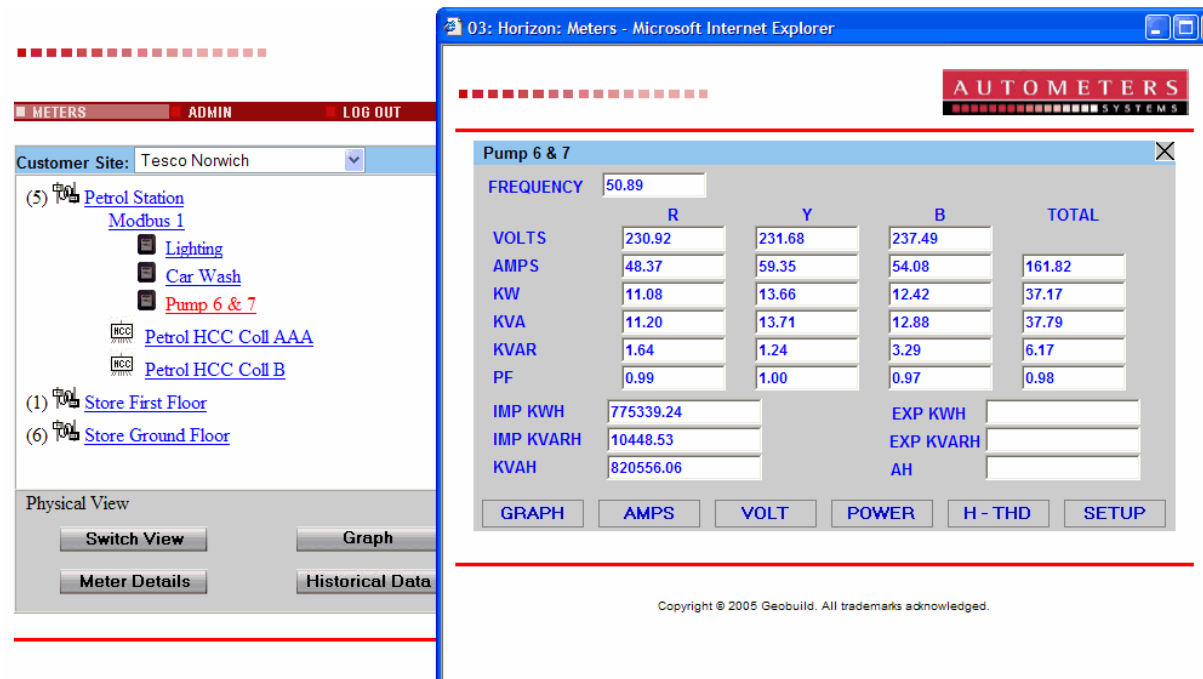 METERS ADMIN LOG OUT
Customer Site: Tesco Norwich
(5) Petrol Station
Modbus 1
Lighting
Car Wash
Pump 6 & 7
HCC Petrol HCC Coll AAA
HCC Petrol HCC Coll B
(1) Store First Floor
(6) Store Ground Floor
Physical View
Switch View Graph
Meter Details Historical Data
03: Horizon: Meters - Microsoft Internet Explorer
AUTOMETERS
SYSTEMS
Pump 6 & 7
FREQUENCY 50.89
R Y B TOTAL
VOLTS 230.92 231.68 237.49
AMPS 48.37 59.35 54.08 161.82
KW 11.08 13.66 12.42 37.17
KVA 11.20 13.71 12.88 37.79
KVAR 1.64 1.24 3.29 6.17
PF 0.99 1.00 0.97 0.98
IMP KWH 775339.24 EXP KWH
IMP KVARH 10448.53 EXP KVARH
KVAH 820556.06 AH
GRAPH AMPS VOLT POWER H - THD SETUP
Copyright © 2005 Geobuild. All trademarks acknowledged.